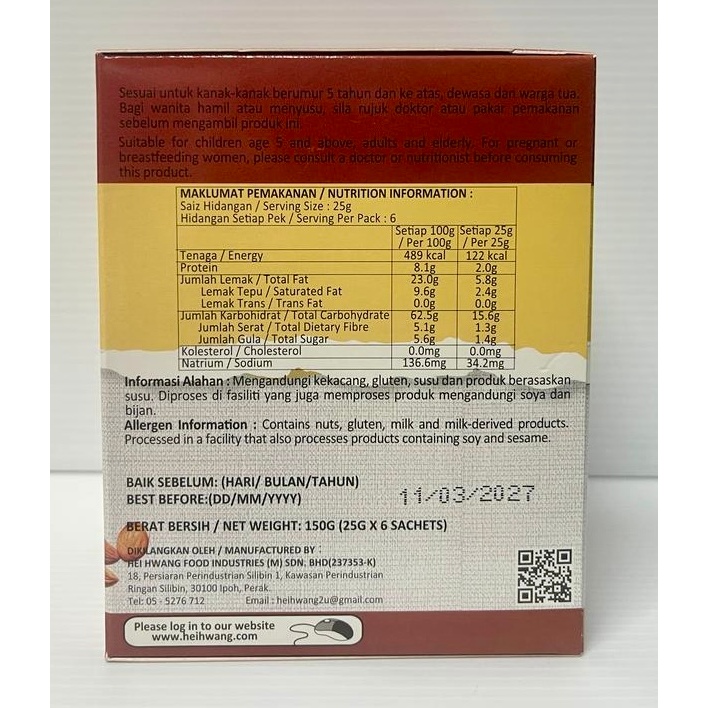 Sesuai untuk kanak-kanak berumur 5 tahun dan ke atas, dewasa dan warga tua.
Bagi wanita hamil atau menyusu, sila rujuk doktor atau pakar pemakanan
sebelum mengambil produk ini.
Suitable for children age 5 and above, adults and elderly. For pregnant or
breastfeeding women, please consult a doctor or nutritionist before consuming
this product.
MAKLUMAT PEMAKANAN / NUTRITION INFORMATION :
Saiz Hidangan / Serving Size : 25g
Hidangan Setiap Pek / Serving Per Pack : 6
Setiap 100g Setiap 25g
/ Per 100g / Per 25g
Tenaga / Energy 489 kcal 122 kcal
Protein 8.1g 2.0g
Jumlah Lemak / Total Fat 23.0g 5.8g
Lemak Tepu / Saturated Fat 9.6g 2.4g
Lemak Trans / Trans Fat 0.0g 0.0g
Jumlah Karbohidrat / Total Carbohydrate 62.5g 15.6g
Jumlah Serat / Total Dietary Fibre 5.1g 1.3g
Jumlah Gula / Total Sugar 5.6g 1.4g
Kolesterol / Cholesterol 0.0mg 0.0mg
Natrium / Sodium 136.6mg 34.2mg
Informasi Alahan : Mengandungi kekacang, gluten, susu dan produk berasaskan
susu. Diproses di fasiliti yang juga memproses produk mengandungi soya dan
bijan.
Allergen Information : Contains nuts, gluten, milk and milk-derived products.
Processed in a facility that also processes products containing soy and sesame.
BAIK SEBELUM: (HARI/ BULAN/TAHUN)
BEST BEFORE:(DD/MM/YYYY) 11/03/2027
BERAT BERSIH / NET WEIGHT: 150G (25G X 6 SACHETS)
DIKILANGKAN OLEH / MANUFACTURED BY :
HEI HWANG FOOD INDUSTRIES (M) SDN. BHD(237353-K)
18, Persiaran Perindustrian Silibin 1, Kawasan Perindustrian
Ringan Silibin, 30100 Ipoh, Perak.
Tel: 05 - 5276 712 Email : heihwang2u@gmail.com
Please log in to our website
www.heihwang.com